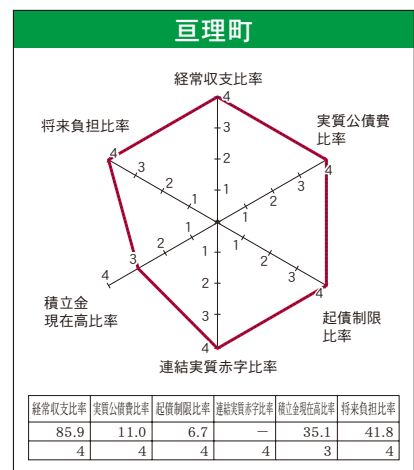 亘理町
経常収支比率
実質公債費
比率
起債制限
比率
連結実質赤字比率
積立金
現在高比率
将来負担比率
4
3
2
1
4
3
2
1
4
3
2
1
4
3
2
1
4
3
2
1
4
3
2
1
経常収支比率 実質公債費比率 起債制限比率 連結実質赤字比率 積立金現在高比率 将来負担比率
85.9 11.0 6.7 － 35.1 41.8
4 4 4 4 3 4